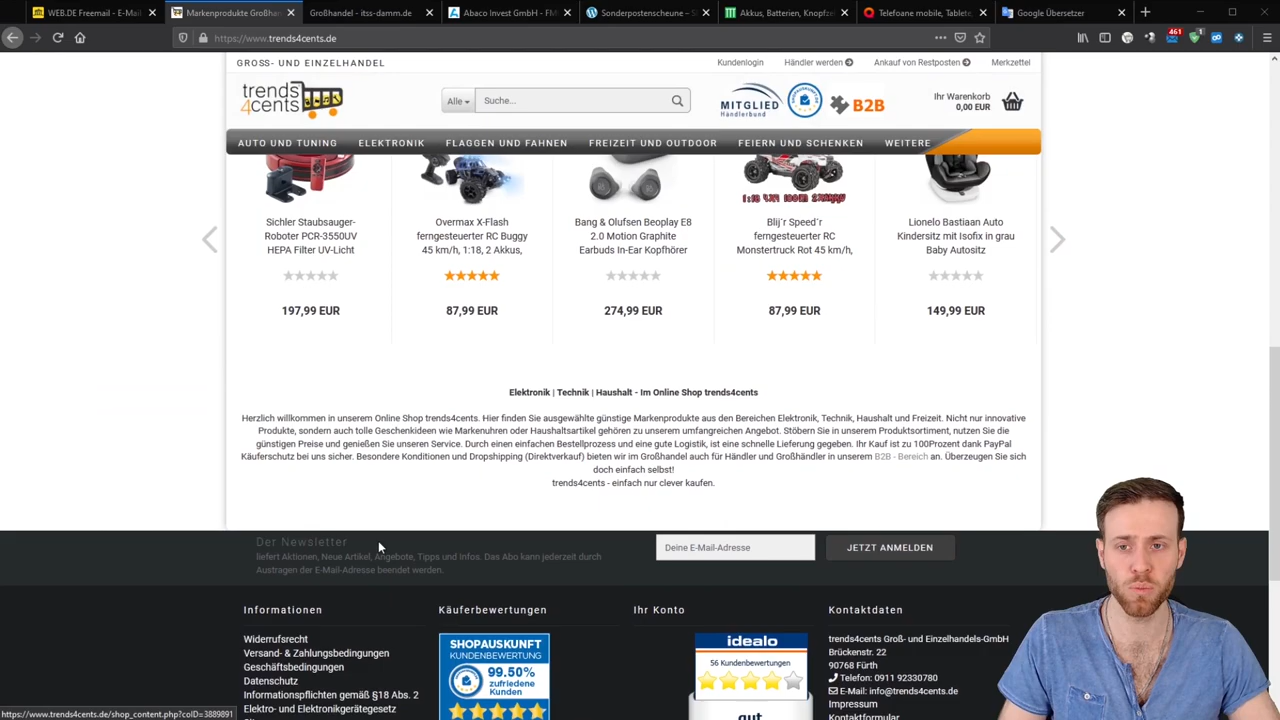 WEB.DE Freemail - E-Mail
Markenprodukte Großhan
Großhandel - itss-damm.de
Abaco Invest GmbH - FM
Sonderpostenscheune – S
Akkus, Batterien, Knopfze
Telefoane mobile, Tablete,
Google Übersetzer
https://www.trends4cents.de
461
1
GROSS- UND EINZELHANDEL
Kundenlogin
Händler werden
Ankauf von Restposten
Merkzettel
trends
4cents
Alle
Suche...
MITGLIED
Händlerbund
B2B
Ihr Warenkorb
0,00 EUR
AUTO UND TUNING
ELEKTRONIK
FLAGGEN UND FAHNEN
FREIZEIT UND OUTDOOR
FEIERN UND SCHENKEN
WEITERE
Sichler Staubsauger-
Roboter PCR-3550UV
HEPA Filter UV-Licht
197,99 EUR
Overmax X-Flash
ferngesteuerter RC Buggy
45 km/h, 1:18, 2 Akkus,
87,99 EUR
Bang & Olufsen Beoplay E8
2.0 Motion Graphite
Earbuds In-Ear Kopfhörer
274,99 EUR
Blij´r Speed´r
ferngesteuerter RC
Monstertruck Rot 45 km/h,
87,99 EUR
Lionelo Bastiaan Auto
Kindersitz mit Isofix in grau
Baby Autositz
149,99 EUR
Elektronik | Technik | Haushalt - Im Online Shop trends4cents
Herzlich willkommen in unserem Online Shop trends4cents. Hier finden Sie ausgewählte günstige Markenprodukte aus den Bereichen Elektronik, Technik, Haushalt und Freizeit. Nicht nur innovative
Produkte, sondern auch tolle Geschenkideen wie Markenuhren oder Haushaltsartikel gehören zu unserem umfangreichen Angebot. Stöbern Sie in unserem Produktsortiment, nutzen Sie die
günstigen Preise und genießen Sie unseren Service. Durch einen einfachen Bestellprozess und eine gute Logistik, ist eine schnelle Lieferung gegeben. Ihr Kauf ist zu 100Prozent dank PayPal
Käuferschutz bei uns sicher. Besondere Konditionen und Dropshipping (Direktverkauf) bieten wir im Großhandel auch für Händler und Großhändler in unserem B2B - Bereich an. Überzeugen Sie sich
doch einfach selbst!
trends4cents - einfach nur clever kaufen.
Der Newsletter
liefert Aktionen, Neue Artikel, Angebote, Tipps und Infos. Das Abo kann jederzeit durch
Austragen der E-Mail-Adresse beendet werden.
Deine E-Mail-Adresse
JETZT ANMELDEN
Informationen
Widerrufsrecht
Versand- & Zahlungsbedingungen
Geschäftsbedingungen
Datenschutz
Informationspflichten gemäß §18 Abs. 2
Elektro- und Elektronikgerätegesetz
Käuferbewertungen
SHOPAUSKUNFT
KUNDENBEWERTUNG
99.50%
zufriedene
Kunden
Ihr Konto
idealo
56 Kundenbewertungen
gut
Kontaktdaten
trends4cents Groß- und Einzelhandels-GmbH
Brückenstr. 22
90768 Fürth
Telefon: 0911 92330780
E-Mail: info@trends4cents.de
Impressum
Kontaktformular
https://www.trends4cents.de/shop_content.php?coID=3889891